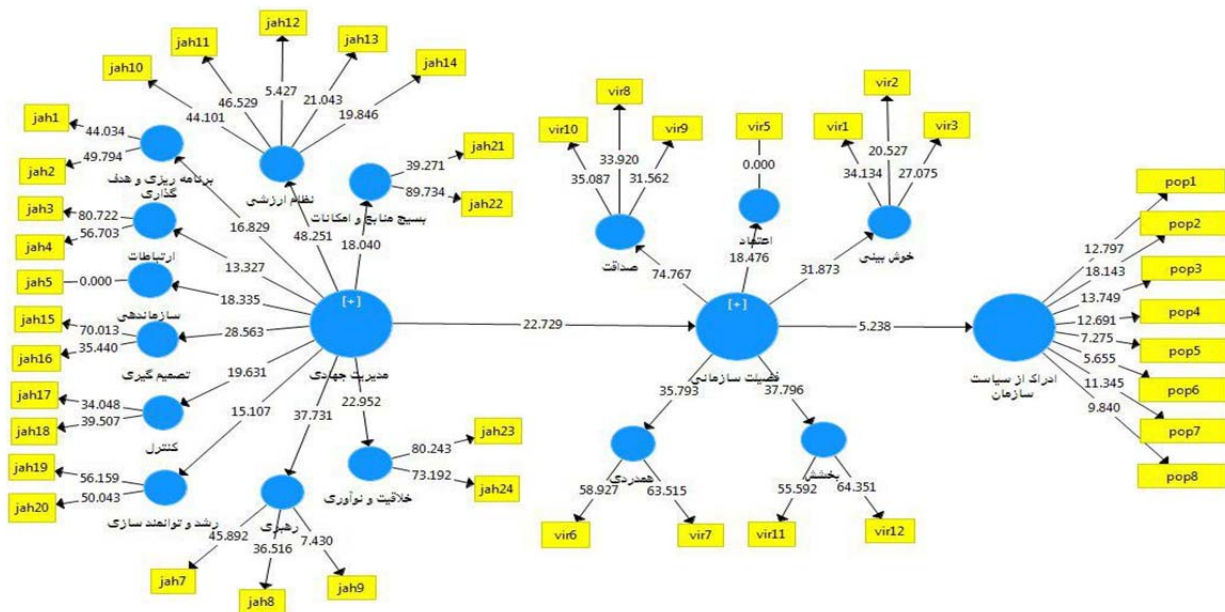 jah12
jah11
jah13
jah10
jah14
46.529
5.427
21.043
44.101
19.846
jah1
44.034
jah2
49.794
برنامه ریزی و هدف
گذاری
نظام ارزشی
jah21
39.271
89.734
jah22
بسیج منابع و امکانات
jah3
80.722
jah4
56.703
ارتباطات
16.829
48.251
18.040
13.327
jah5
0.000
سازماندهی
18.335
jah15
70.013
jah16
35.440
تصمیم گیری
28.563
[+]
مدیریت جهادی
22.729
jah17
34.048
jah18
39.507
کنترل
19.631
jah19
56.159
jah20
50.043
رشد و توانمند سازی
15.107
37.731
22.952
رهبری
45.892
36.516
7.430
jah7
jah8
jah9
خلاقیت و نوآوری
80.243
jah23
73.192
jah24
vir8
vir10
vir9
33.920
35.087
31.562
صداقت
74.767
vir5
0.000
اعتماد
18.476
vir2
vir1
vir3
20.527
34.134
27.075
خوش بینی
31.873
[+]
فضیلت سازمانی
5.238
35.793
37.796
همدردی
58.927
63.515
vir6
vir7
بخشش
55.592
64.351
vir11
vir12
ادراک از سیاست
سازمان
pop1
12.797
pop2
18.143
pop3
13.749
pop4
12.691
pop5
7.275
pop6
5.655
pop7
11.345
pop8
9.840